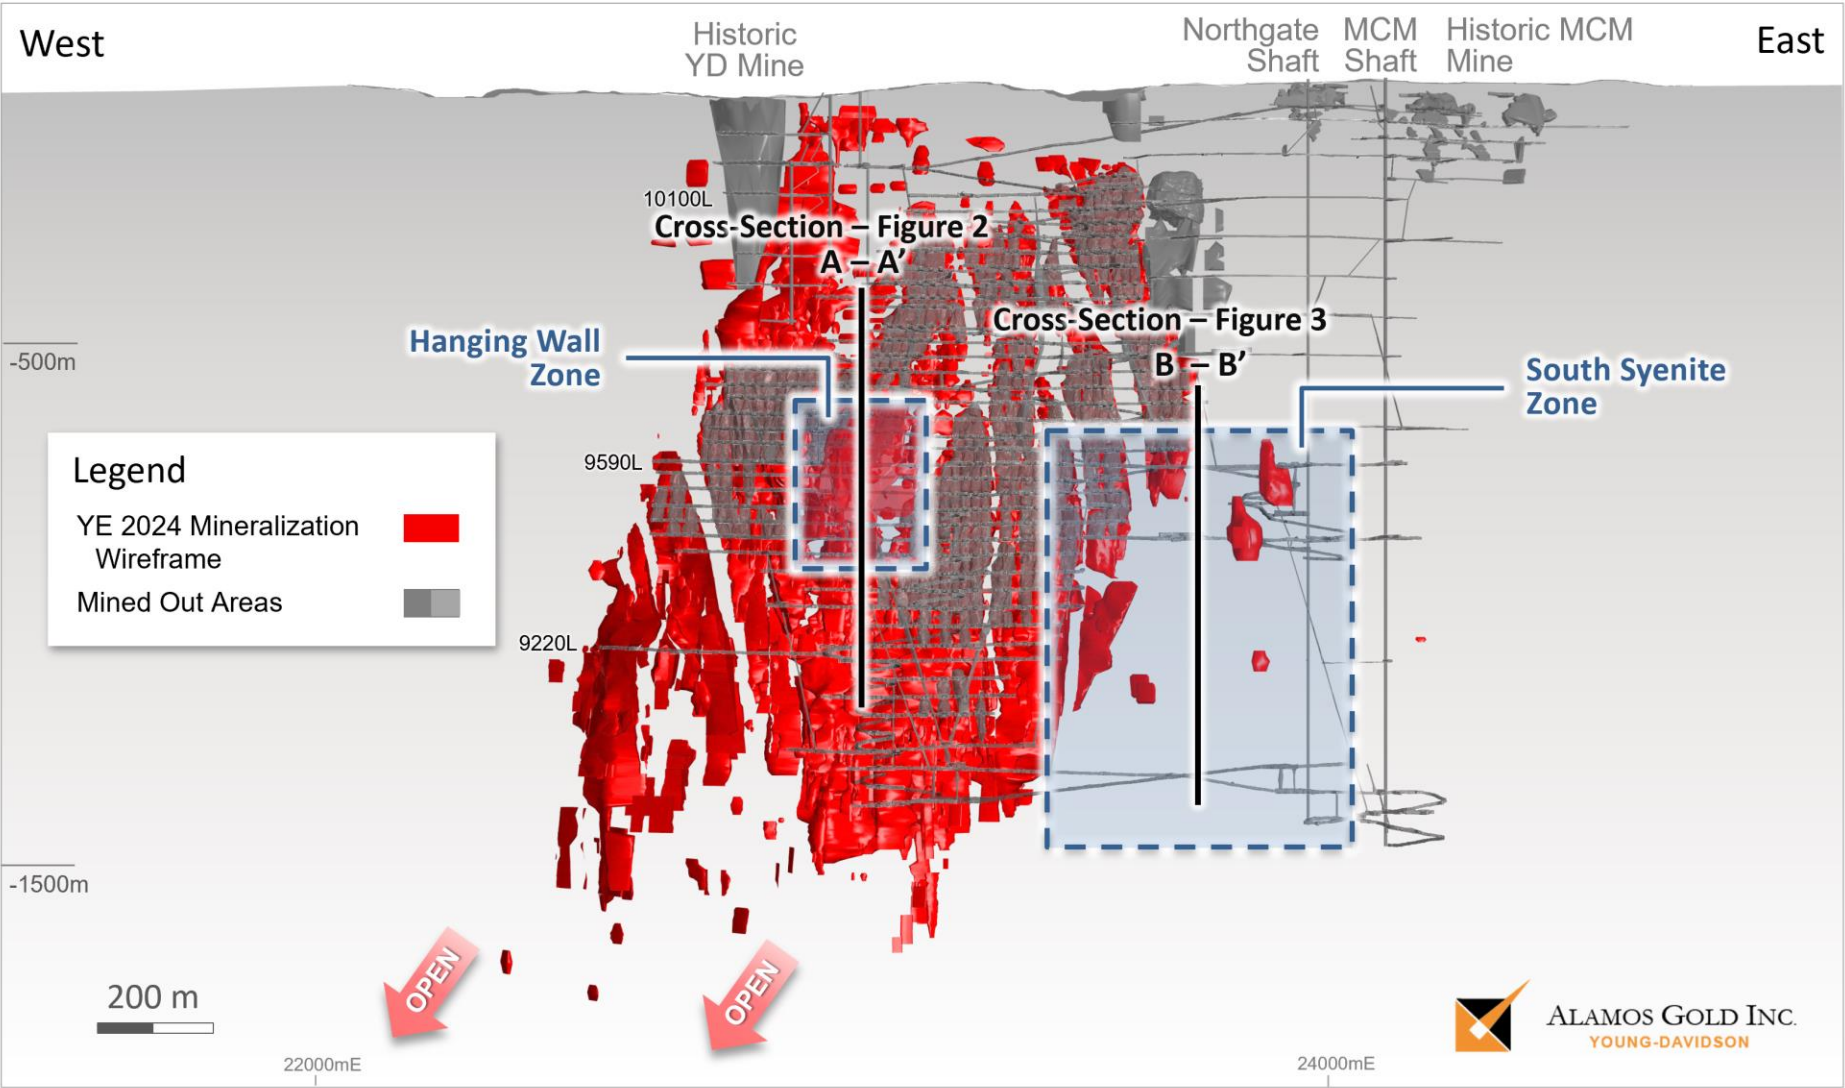 West
Historic
YD Mine
Northgate
Shaft
MCM
Shaft
Historic MCM
Mine
East
10100L
Cross-Section – Figure 2
A – A’
Cross-Section – Figure 3
B – B’
Hanging Wall
Zone
South Syenite
Zone
-500m
9590L
Legend
YE 2024 Mineralization
Wireframe
Mined Out Areas
9220L
-1500m
OPEN
OPEN
200 m
22000mE
24000mE
ALAMOS GOLD INC.
YOUNG-DAVIDSON